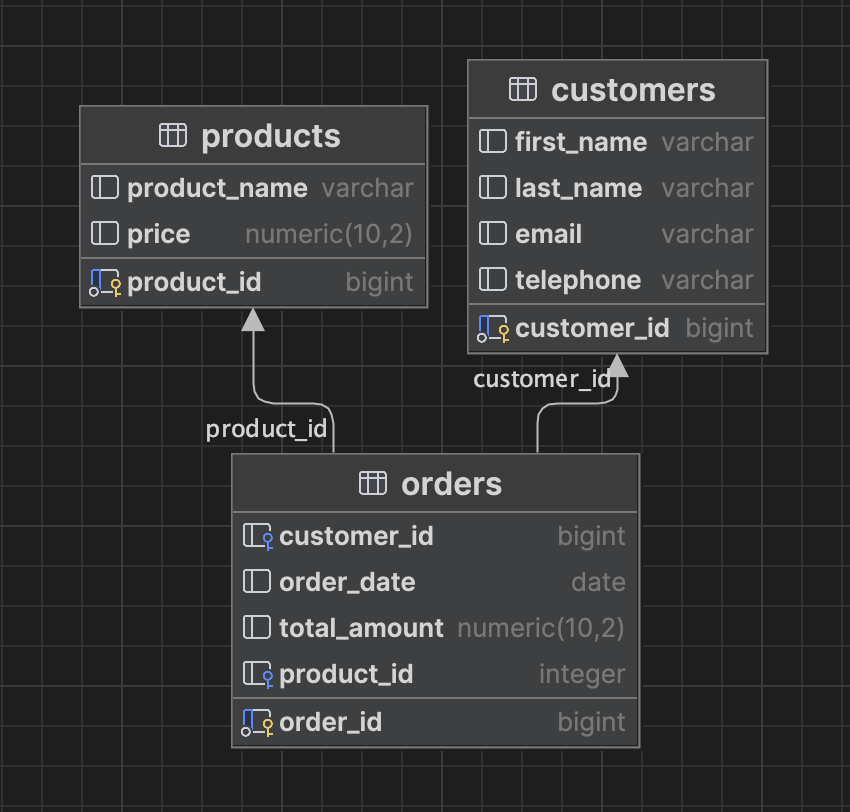 products
product_name varchar
price numeric(10,2)
product_id bigint
customers
first_name varchar
last_name varchar
email varchar
telephone varchar
customer_id bigint
customer_id
product_id
orders
customer_id bigint
order_date date
total_amount numeric(10,2)
product_id integer
order_id bigint